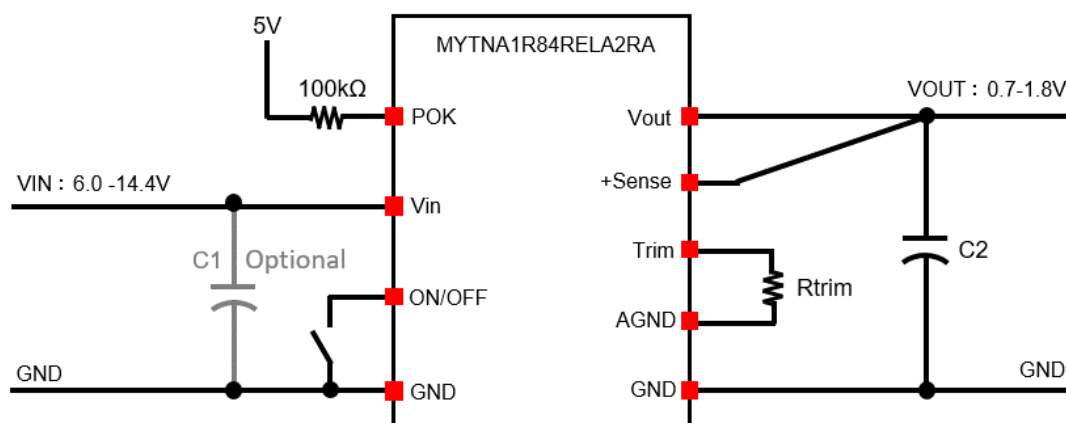 5V
MYTNA1R84RELA2RA
100kΩ
VOUT : 0.7-1.8V
POK
Vout
VIN : 6.0 -14.4V
+Sense
Vin
Trim
C1 Optional
C2
ON/OFF
Rtrim
AGND
GND
GND
GND
GND